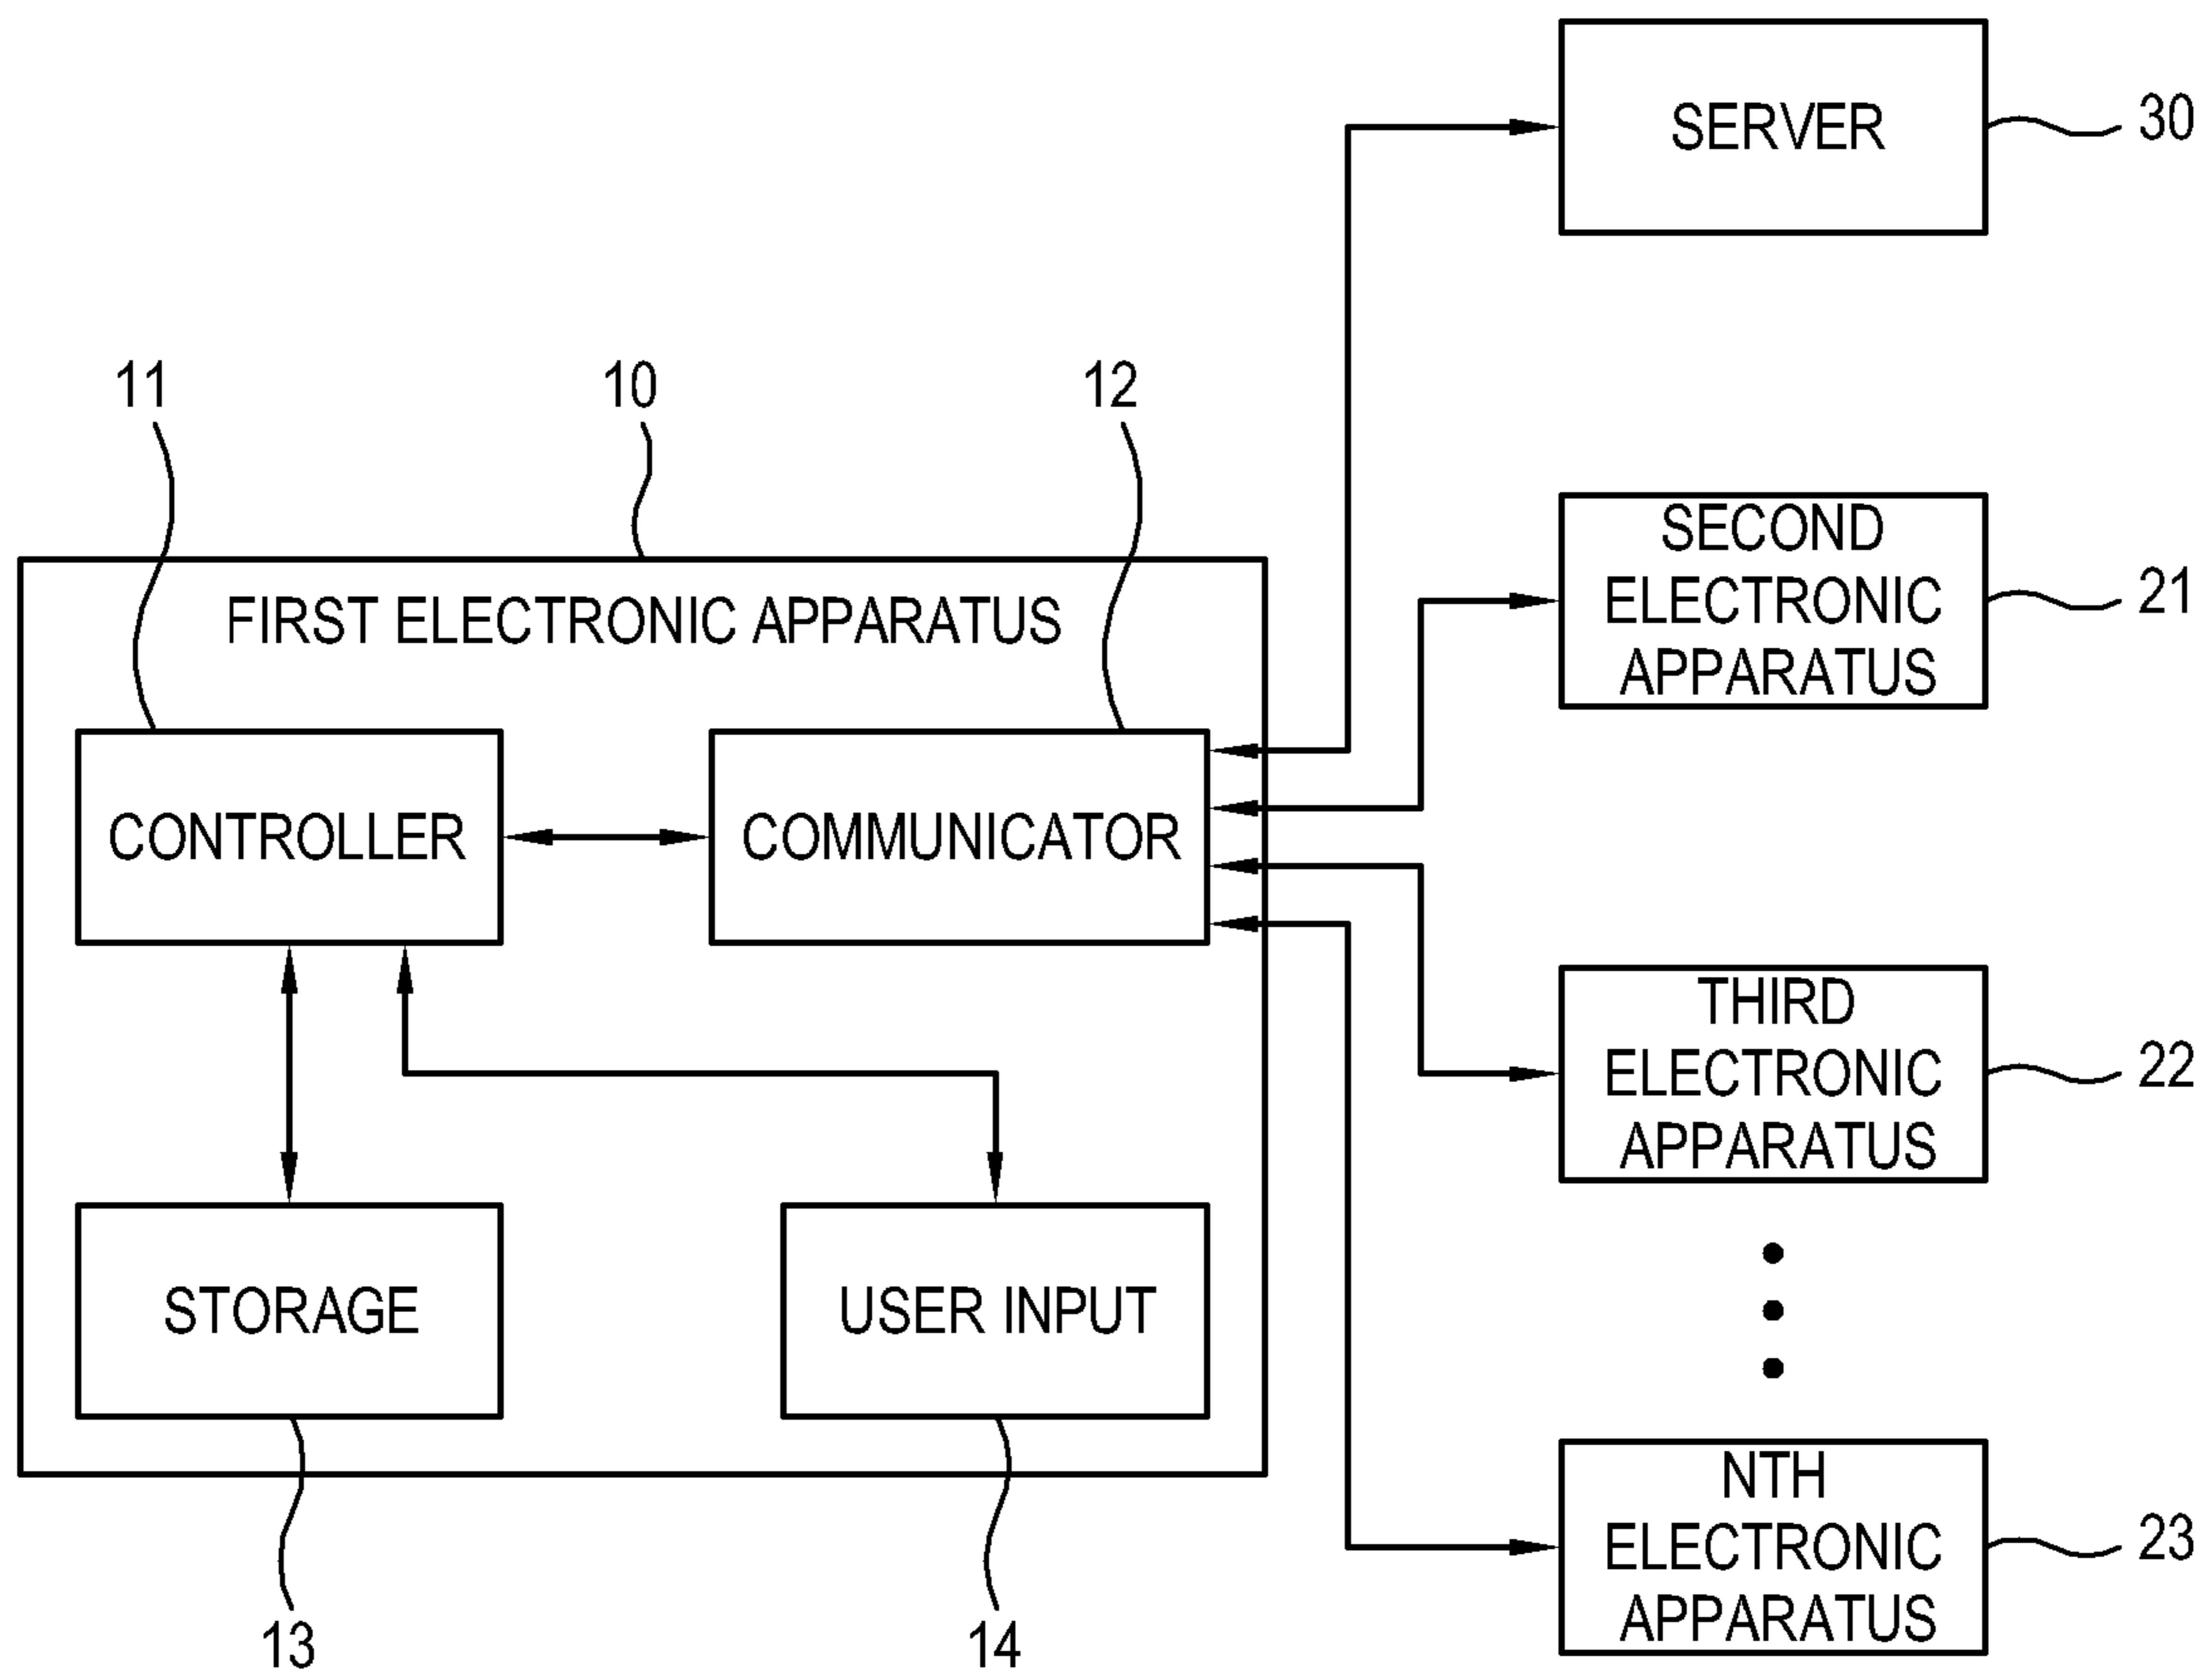 SERVER
30
11
10
12
SECOND
ELECTRONIC
APPARATUS
21
FIRST ELECTRONIC APPARATUS
CONTROLLER
COMMUNICATOR
THIRD
ELECTRONIC
APPARATUS
22
STORAGE
USER INPUT
NTH
ELECTRONIC
APPARATUS
23
13
14